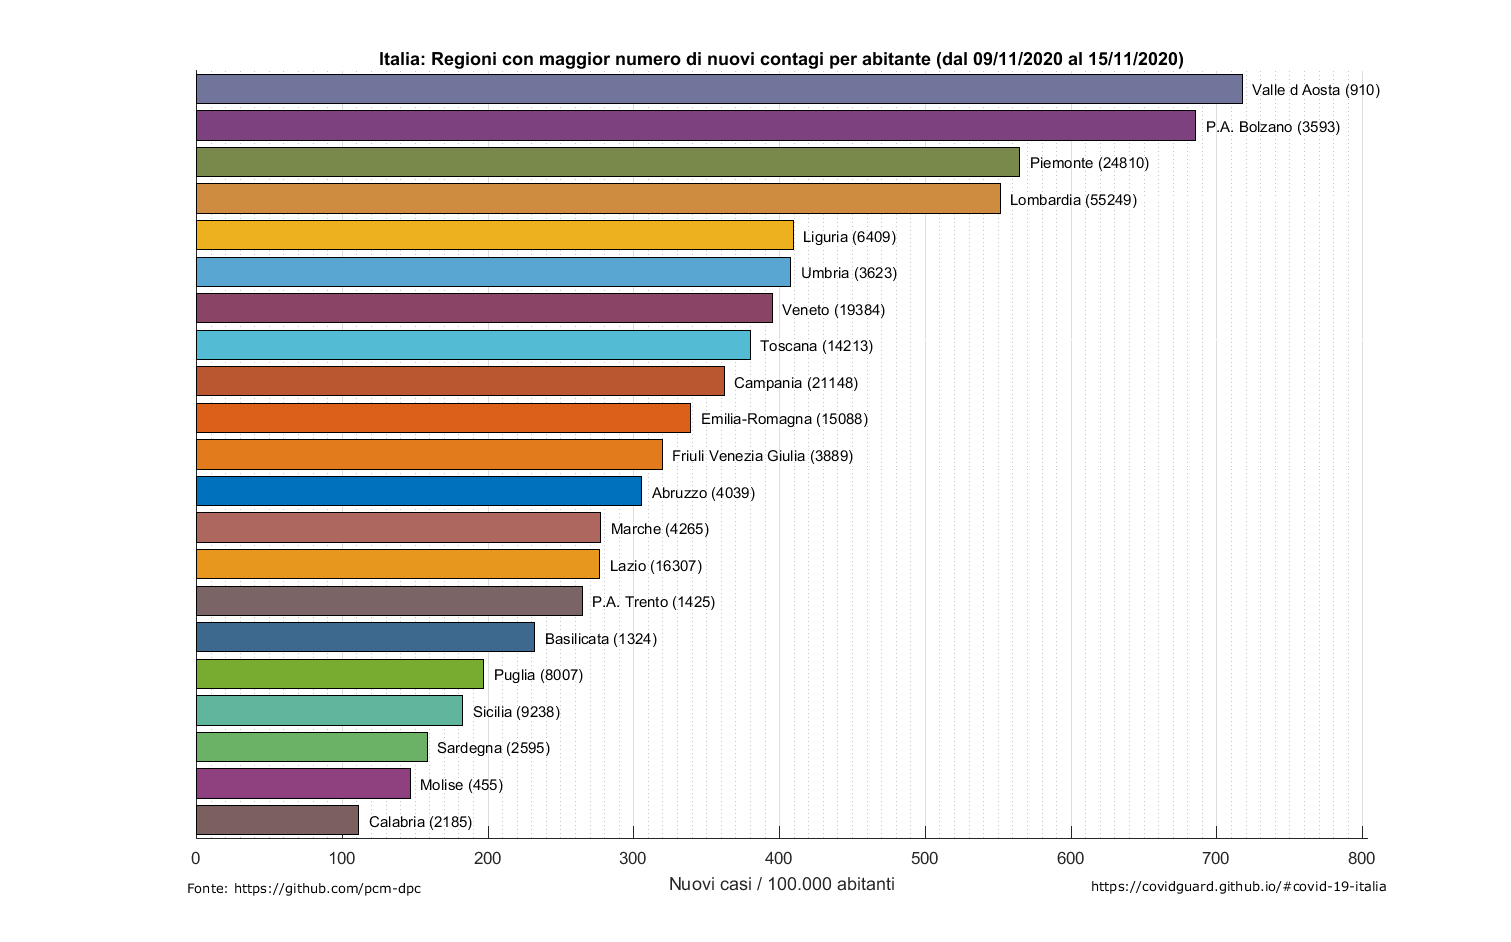 Italia: Regioni con maggior numero di nuovi contagi per abitante (dal 09/11/2020 al 15/11/2020)
Valle d Aosta (910)
P.A. Bolzano (3593)
Piemonte (24810)
Lombardia (55249)
Liguria (6409)
Umbria (3623)
Veneto (19384)
Toscana (14213)
Campania (21148)
Emilia-Romagna (15088)
Friuli Venezia Giulia (3889)
Abruzzo (4039)
Marche (4265)
Lazio (16307)
P.A. Trento (1425)
Basilicata (1324)
Puglia (8007)
Sicilia (9238)
Sardegna (2595)
Molise (455)
Calabria (2185)
0 100 200 300 400 500 600 700 800
Nuovi casi / 100.000 abitanti
Fonte: https://github.com/pcm-dpc
https://covidguard.github.io/#covid-19-italia